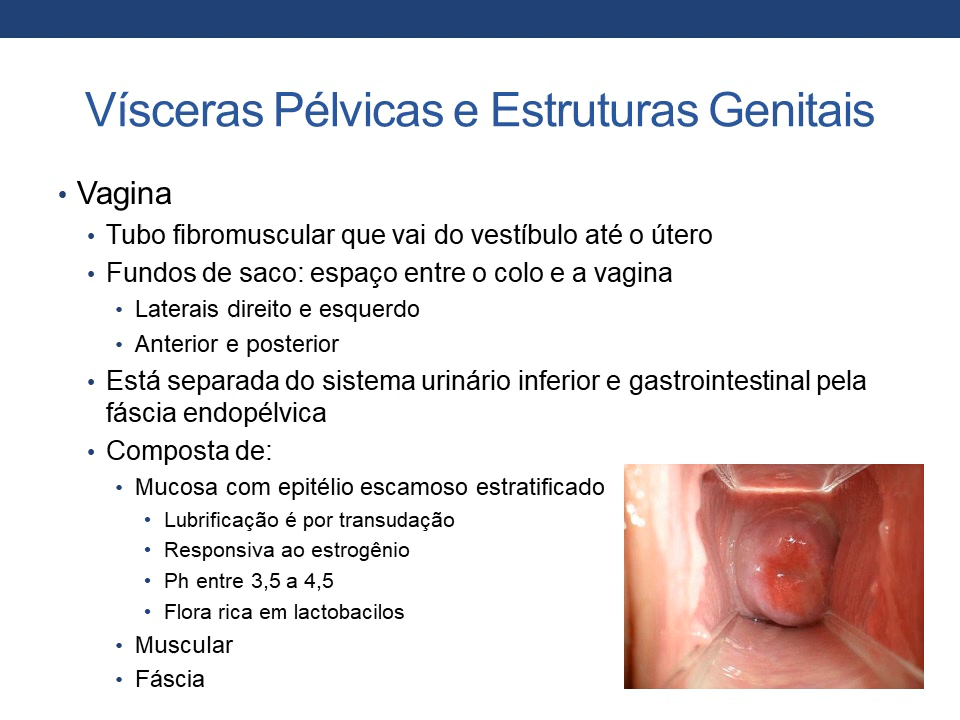 Vísceras Pélvicas e Estruturas Genitais
• Vagina
• Tubo fibromuscular que vai do vestíbulo até o útero
• Fundos de saco: espaço entre o colo e a vagina
• Laterais direito e esquerdo
• Anterior e posterior
• Está separada do sistema urinário inferior e gastrointestinal pela
fáscia endopélvica
• Composta de:
• Mucosa com epitélio escamoso estratificado
• Lubrificação é por transudação
• Responsiva ao estrogênio
• Ph entre 3,5 a 4,5
• Flora rica em lactobacilos
• Muscular
• Fáscia